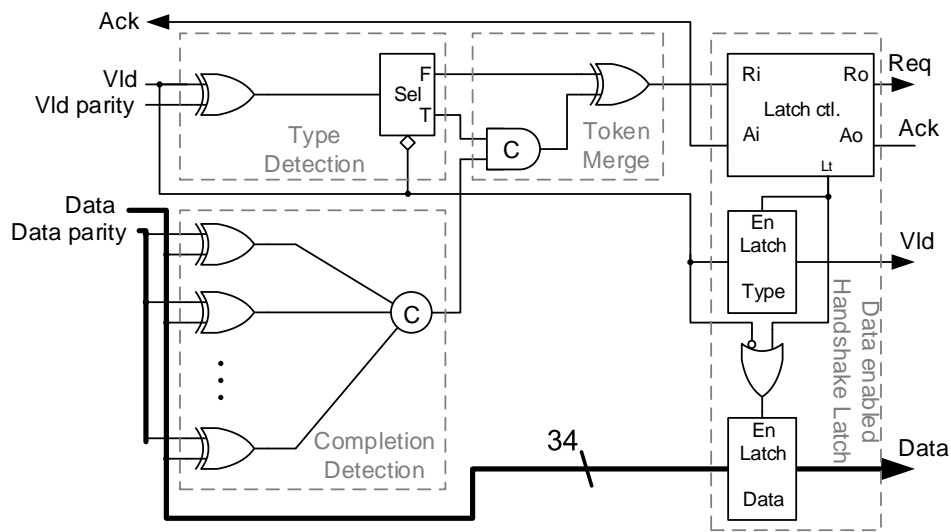 Ack
Vld
Vld parity
Type
Detection
Sel
F
T
C
Token
Merge
Ri
Ro
Latch ctl.
Ai
Ao
Lt
Req
Ack
Data
Data parity
C
Completion
Detection
En
Latch
Type
Vld
Data enabled
Handshake Latch
34
En
Latch
Data
Data